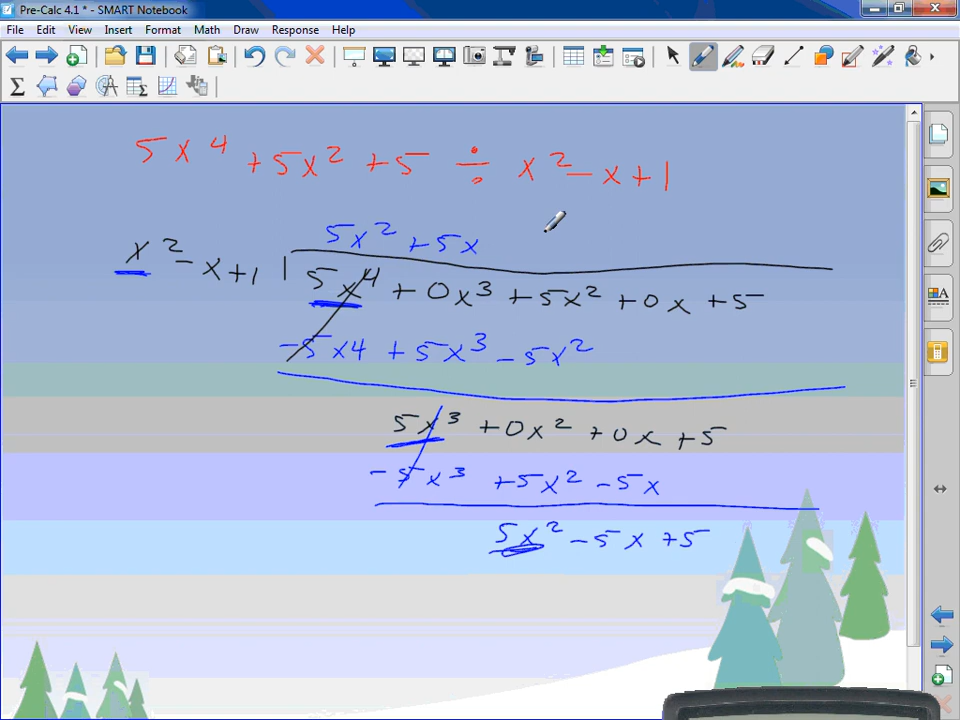 Pre-Calc 4.1 * - SMART Notebook
File Edit View Insert Format Math Draw Response Help
5x⁴ + 5x² + 5 ÷ x² - x + 1
5x² + 5x
x² - x + 1 | 5x⁴ + 0x³ + 5x² + 0x + 5
-5x4 + 5x³ - 5x²
5x³ + 0x² + 0x + 5
-5x³ + 5x² - 5x
5x² - 5x + 5